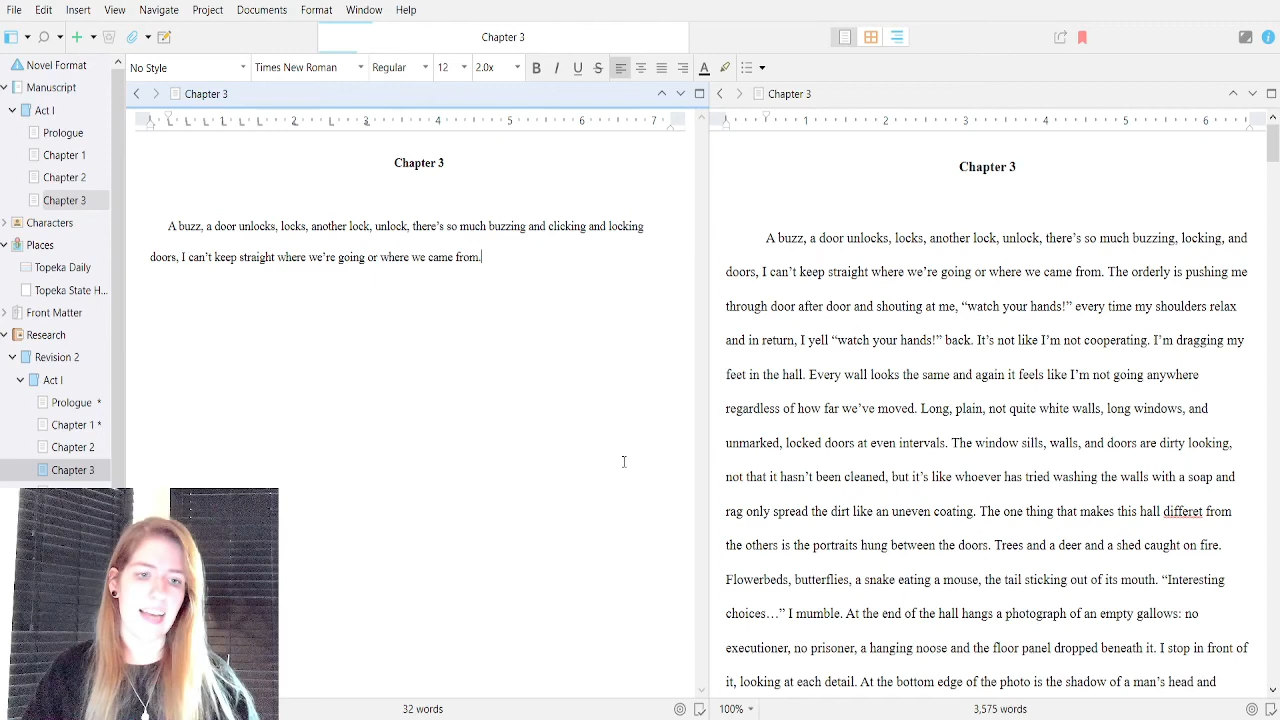 File Edit Insert View Navigate Project Documents Format Window Help
Chapter 3
No Style Times New Roman Regular 12 2.0x B I U S A
Novel Format
Manuscript
Act I
Prologue
Chapter 1
Chapter 2
Chapter 3
Characters
Places
Topeka Daily
Topeka State H...
Front Matter
Research
Revision 2
Act I
Prologue *
Chapter 1 *
Chapter 2
Chapter 3
Chapter 3
1 2 3 4 5 6 7
Chapter 3
A buzz, a door unlocks, locks, another lock, unlock, there’s so much buzzing and clicking and locking
doors, I can’t keep straight where we’re going or where we came from.
32 words
Chapter 3
1 2 3 4 5 6
Chapter 3
A buzz, a door unlocks, locks, another lock, unlock, there’s so much buzzing, locking, and
doors, I can’t keep straight where we’re going or where we came from. The orderly is pushing me
through door after door and shouting at me, “watch your hands!” every time my shoulders relax
and in return, I yell “watch your hands!” back. It’s not like I’m not cooperating. I’m dragging my
feet in the hall. Every wall looks the same and again it feels like I’m not going anywhere
regardless of how far we’ve moved. Long, plain, not quite white walls, long windows, and
unmarked, locked doors at even intervals. The window sills, walls, and doors are dirty looking,
not that it hasn’t been cleaned, but it’s like whoever has tried washing the walls with a soap and
rag only spread the dirt like an uneven coating. The one thing that makes this hall differet from
the others is the portraits hung between the doors. Trees and a deer and a shed caught on fire.
Flowerbeds, butterflies, a snake eating a mouse, the tail sticking out of its mouth. “Interesting
choices…” I mumble. At the end of the hall hangs a photograph of an empty gallows: no
executioner, no prisoner, a hanging rope and the floor panel dropped beneath it. I stop in front of
it, looking at each detail. At the bottom edge of the photo is the shadow of a man’s head and
100% 3,575 words